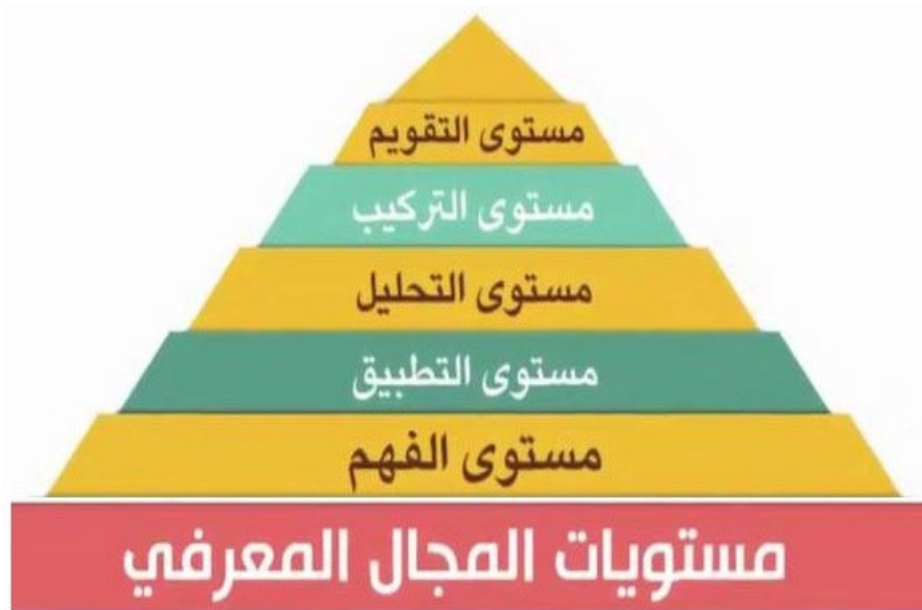 مستوى التقويم
مستوى التركيب
مستوى التحليل
مستوى التطبيق
مستوى الفهم
مستويات المجال المعرفي